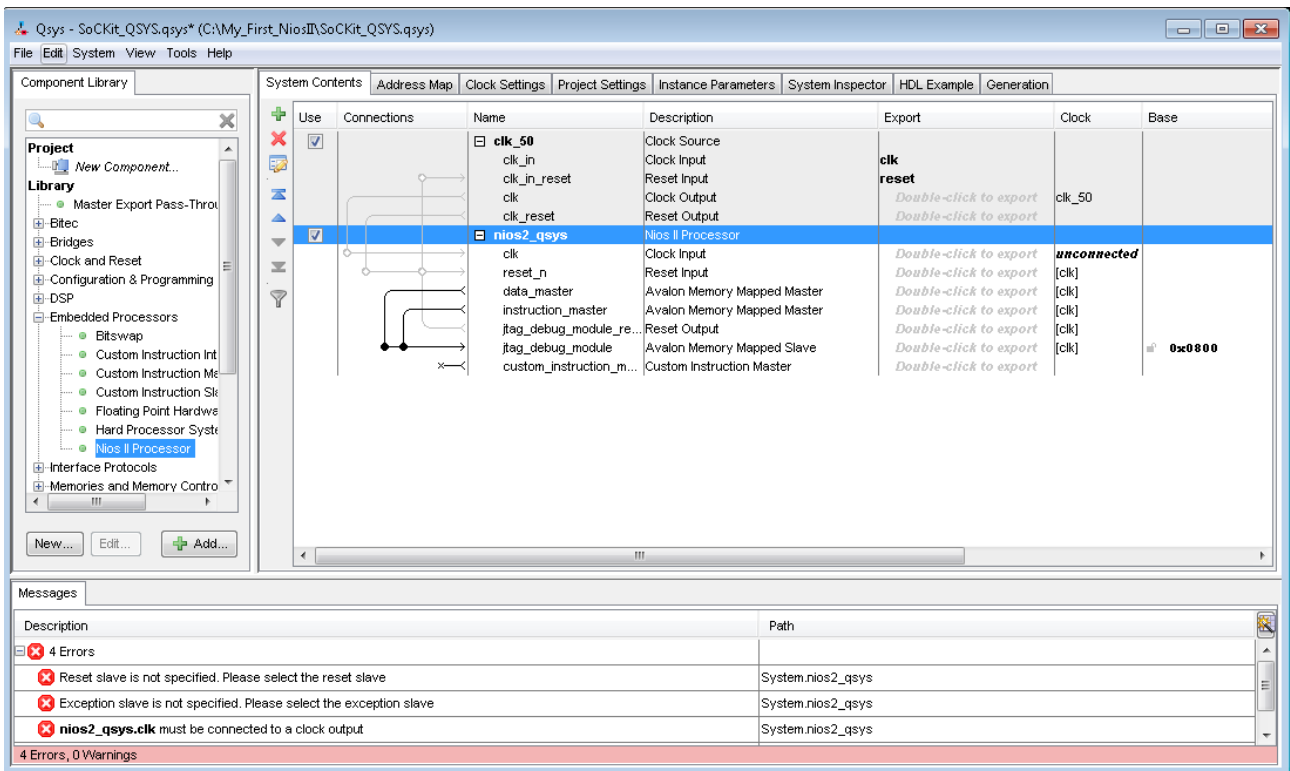 Qsys - SoCKit_QSYS.qsys* (C:\My_First_NiosII\SoCKit_QSYS.qsys)
File Edit System View Tools Help
Component Library
Project
New Component...
Library
Master Export Pass-Throu
Bitec
Bridges
Clock and Reset
Configuration & Programming
DSP
Embedded Processors
Bitswap
Custom Instruction Int
Custom Instruction Ma
Custom Instruction Sla
Floating Point Hardwa
Hard Processor Syste
Nios II Processor
Interface Protocols
Memories and Memory Contro
New... Edit... Add...
System Contents Address Map Clock Settings Project Settings Instance Parameters System Inspector HDL Example Generation
Use Connections Name Description Export Clock Base
clk_50 Clock Source
clk_in Clock Input clk
clk_in_reset Reset Input reset
clk Clock Output Double-click to export clk_50
clk_reset Reset Output Double-click to export
nios2_qsys Nios II Processor
clk Clock Input Double-click to export unconnected
reset_n Reset Input Double-click to export [clk]
data_master Avalon Memory Mapped Master Double-click to export [clk]
instruction_master Avalon Memory Mapped Master Double-click to export [clk]
jtag_debug_module_re... Reset Output Double-click to export [clk]
jtag_debug_module Avalon Memory Mapped Slave Double-click to export [clk] 0x0800
custom_instruction_m... Custom Instruction Master Double-click to export
Messages
Description Path
4 Errors
Reset slave is not specified. Please select the reset slave System.nios2_qsys
Exception slave is not specified. Please select the exception slave System.nios2_qsys
nios2_qsys.clk must be connected to a clock output System.nios2_qsys
4 Errors, 0 Warnings